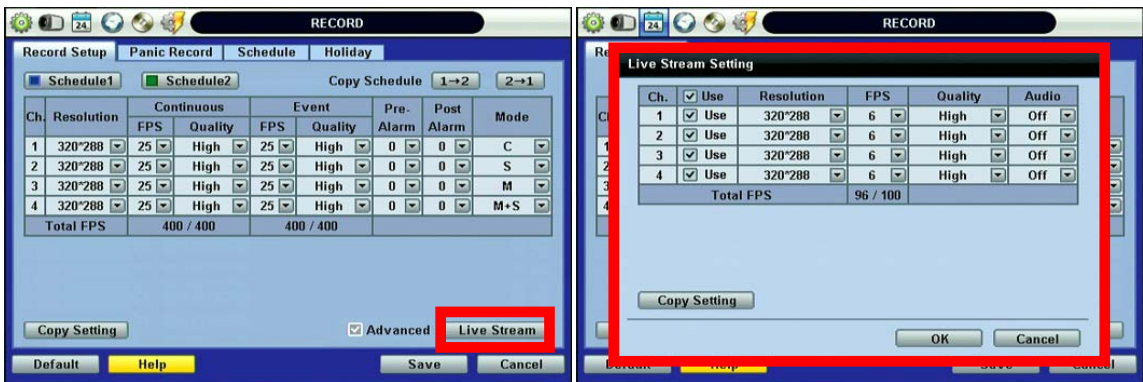 24
RECORD
Record Setup Panic Record Schedule Holiday
Schedule1 Schedule2 Copy Schedule 1→2 2→1
Ch. Resolution Continuous Event Pre-Alarm Post Alarm Mode
FPS Quality FPS Quality
1 320*288 25 High 25 High 0 0 C
2 320*288 25 High 25 High 0 0 S
3 320*288 25 High 25 High 0 0 M
4 320*288 25 High 25 High 0 0 M+S
Total FPS 400 / 400 400 / 400
Copy Setting Advanced Live Stream
Default Help Save Cancel
24
RECORD
Live Stream Setting
Ch. Use Resolution FPS Quality Audio
1 Use 320*288 6 High Off
2 Use 320*288 6 High Off
3 Use 320*288 6 High Off
4 Use 320*288 6 High Off
Total FPS 96 / 100
Copy Setting
OK Cancel